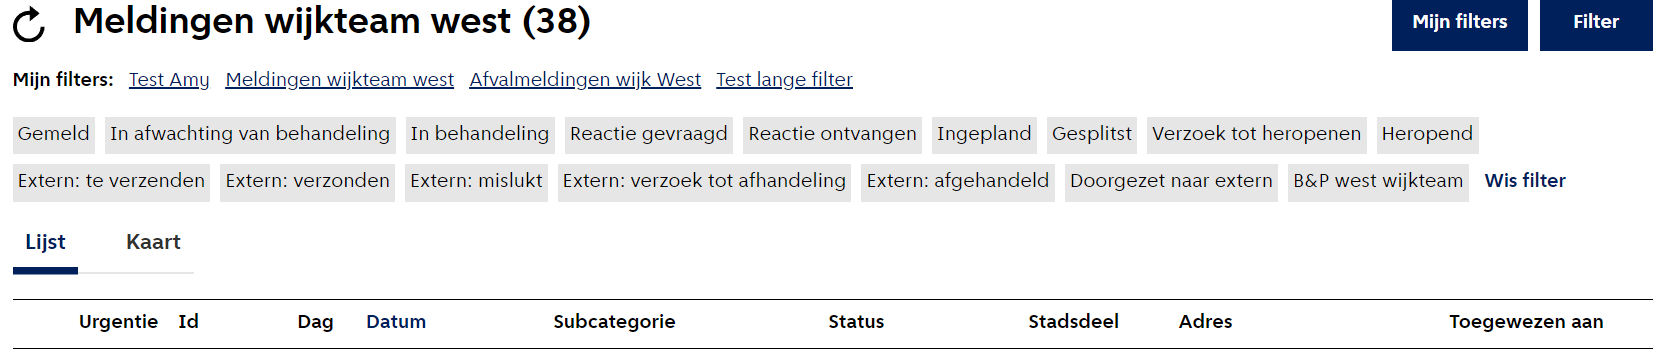 Meldingen wijkteam west (38) Mijn filters Filter
Mijn filters: Test Amy Meldingen wijkteam west Afvalmeldingen wijk West Test lange filter
Gemeld In afwachting van behandeling In behandeling Reactie gevraagd Reactie ontvangen Ingepland Gesplitst Verzoek tot heropenen Heropend
Extern: te verzenden Extern: verzonden Extern: mislukt Extern: verzoek tot afhandeling Extern: afgehandeld Doorgezet naar extern B&P west wijkteam Wis filter
Lijst Kaart
Urgentie Id Dag Datum Subcategorie Status Stadsdeel Adres Toegewezen aan